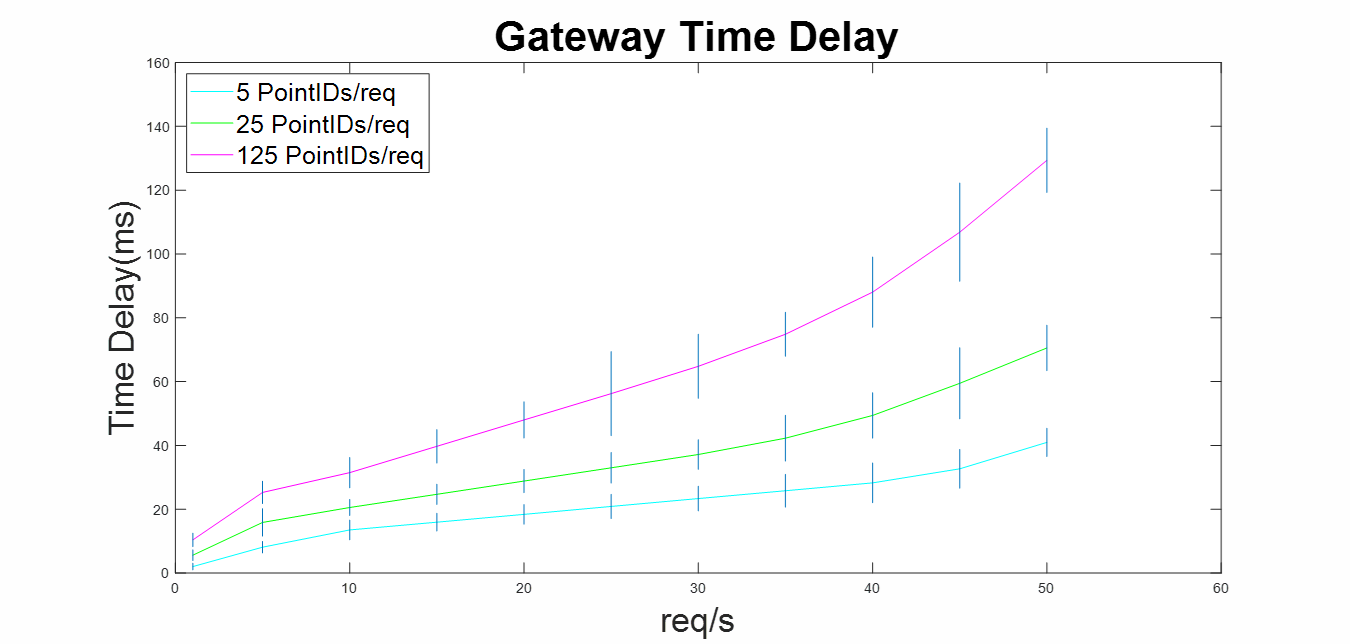 Gateway Time Delay
160
140
120
100
80
60
40
20
0
5 PointIDs/req
25 PointIDs/req
125 PointIDs/req
Time Delay(ms)
0 10 20 30 40 50 60
req/s